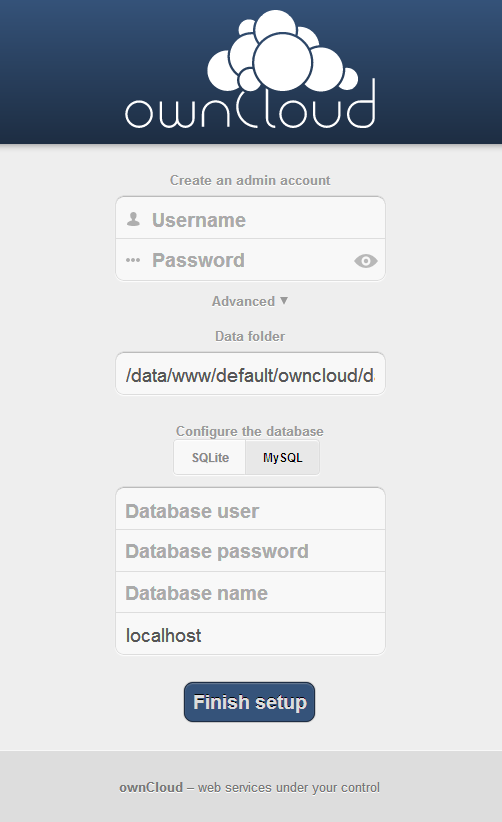 ownCloud
Create an admin account
Username
Password
Advanced ▼
Data folder
/data/www/default/owncloud/da
Configure the database
SQLite MySQL
Database user
Database password
Database name
localhost
Finish setup
ownCloud – web services under your control